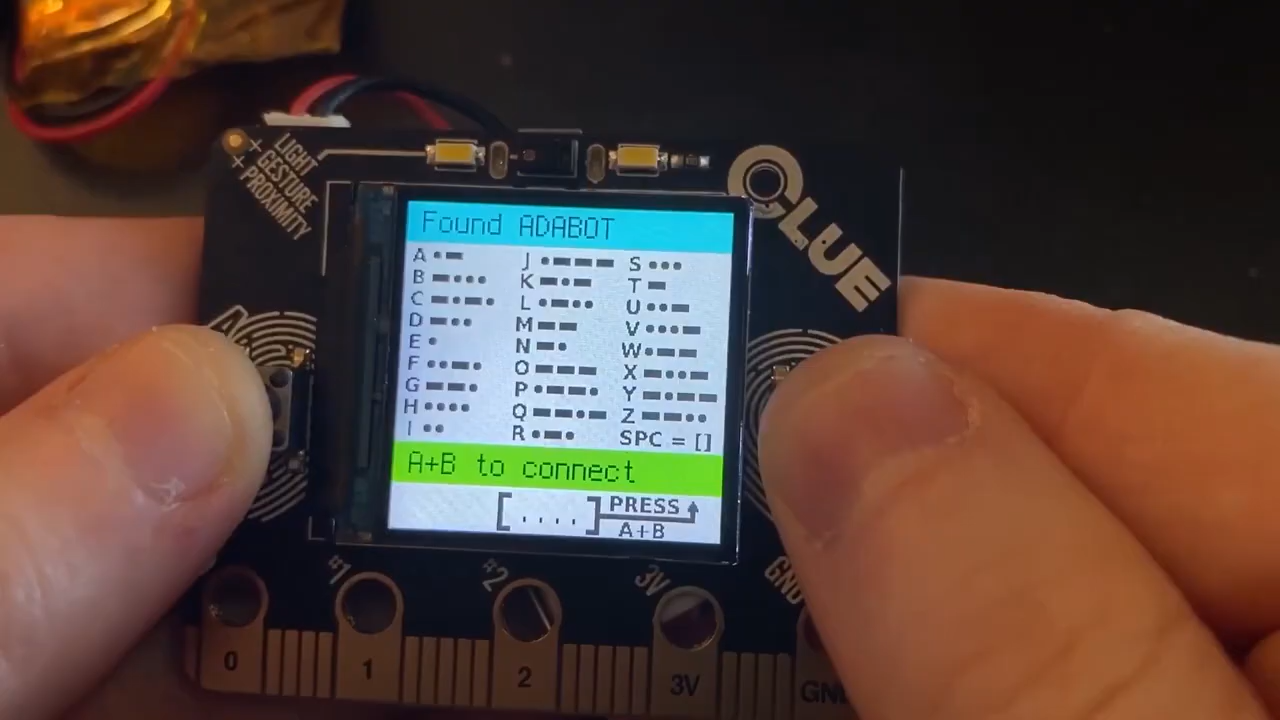 + LIGHT
+ GESTURE
+ PROXIMITY
CLUE
A
Found ADABOT
A •–
B –•••
C –•–•
D –••
E •
F ••–•
G ––•
H ••••
I ••
J •–––
K –•–
L •–••
M ––
N –•
O –––
P •––•
Q ––•–
R •–•
S •••
T –
U ••–
V •••–
W •––
X –••–
Y –•––
Z ––••
SPC = []
A+B to connect
[....]
PRESS
A+B
#1
#2
3V
GND
0
1
2
3V
GND